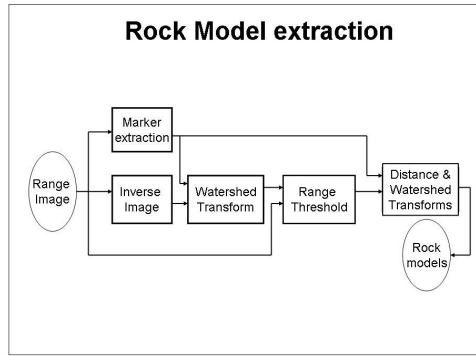 Rock Model extraction
Marker
extraction
Range
Image
Inverse
Image
Watershed
Transform
Range
Threshold
Distance &
Watershed
Transforms
Rock
models